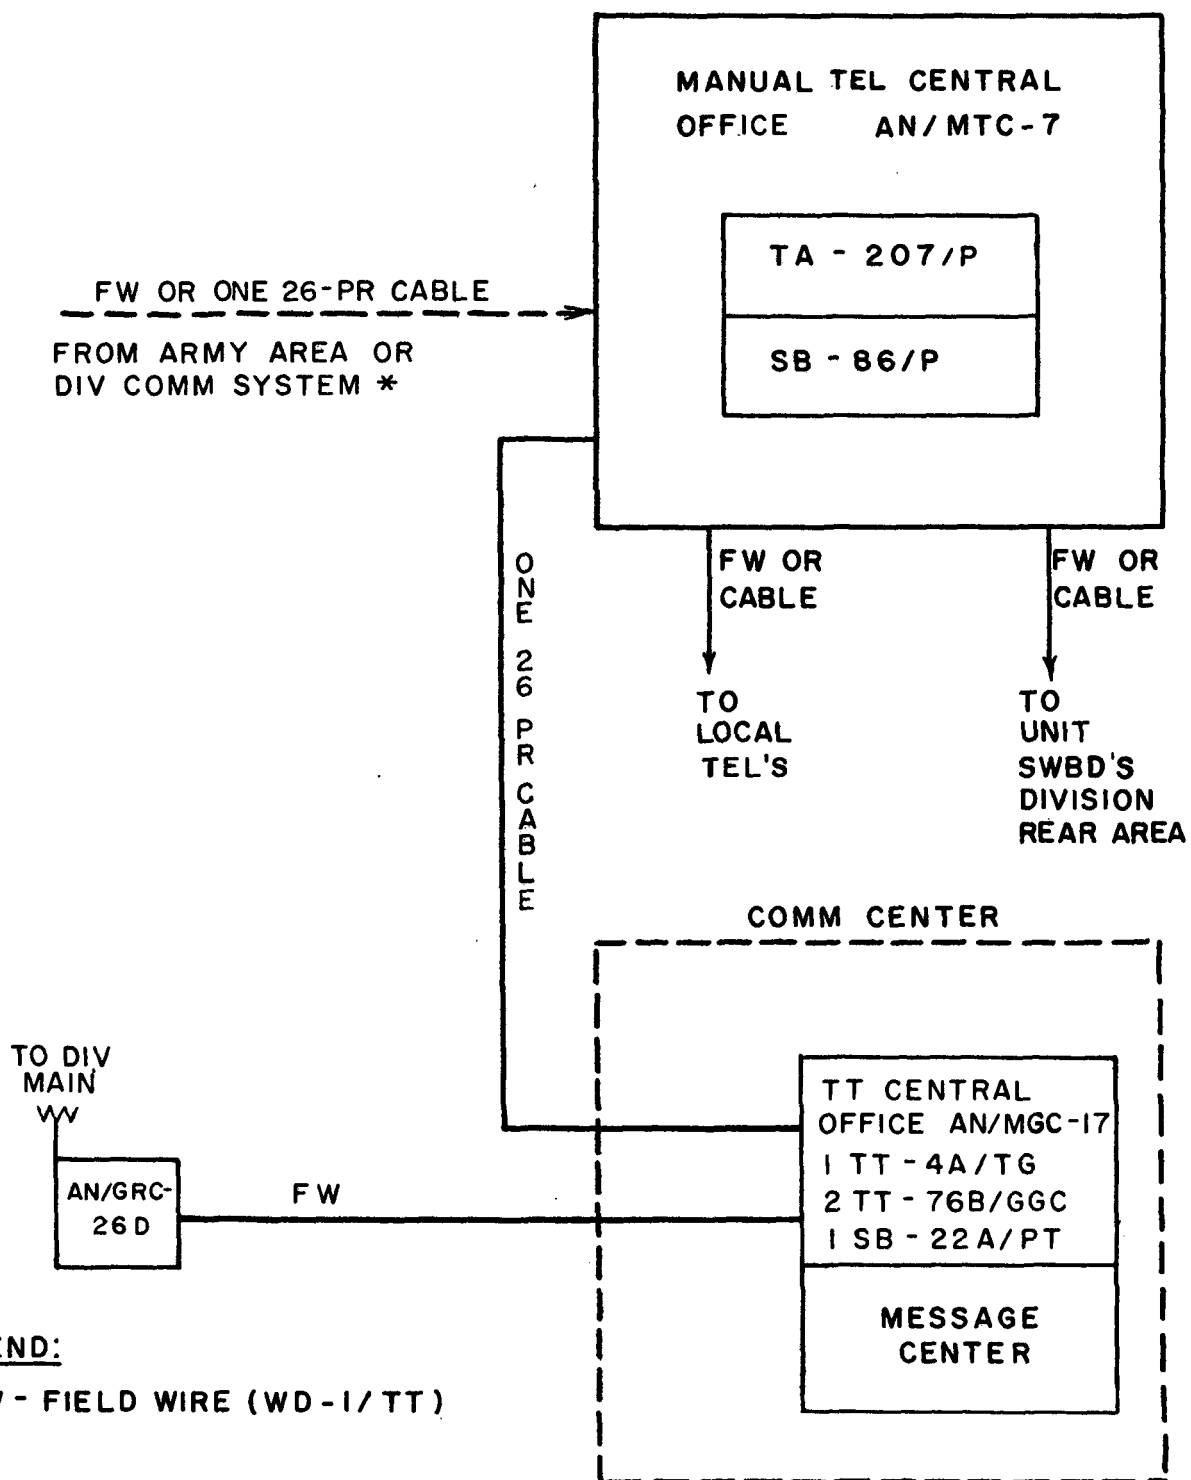 MANUAL TEL CENTRAL
OFFICE AN/MTC-7
TA - 207/P
SB - 86/P
FW OR ONE 26-PR CABLE
FROM ARMY AREA OR
DIV COMM SYSTEM *
ONE 26 PR CABLE
FW OR
CABLE
FW OR
CABLE
TO
LOCAL
TEL'S
TO
UNIT
SWBD'S
DIVISION
REAR AREA
COMM CENTER
TO DIV
MAIN
AN/GRC-
26D
FW
TT CENTRAL
OFFICE AN/MGC-17
1 TT - 4A/TG
2 TT - 76B/GGC
1 SB - 22A/PT
MESSAGE
CENTER
END:
- FIELD WIRE (WD-1/TT)